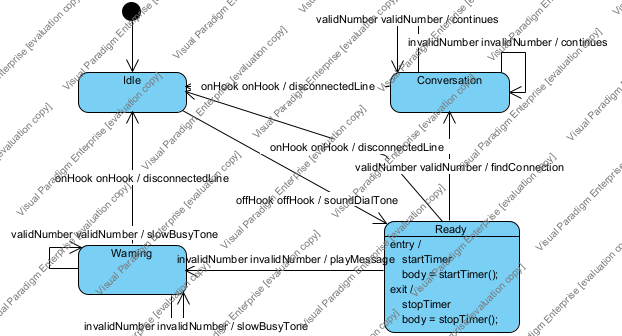 validNumber validNumber / continues
invalidNumber invalidNumber / continues
Idle
Conversation
onHook onHook / disconnectedLine
onHook onHook / disconnectedLine
validNumber validNumber / findConnection
onHook onHook / disconnectedLine
offHook offHook / soundDialTone
validNumber validNumber / slowBusyTone
Ready
entry /
startTimer
body = startTimer();
exit /
stopTimer
body = stopTimer();
Warning
invalidNumber invalidNumber / playMessage
invalidNumber invalidNumber / slowBusyTone
Visual Paradigm Enterprise [evaluation copy]